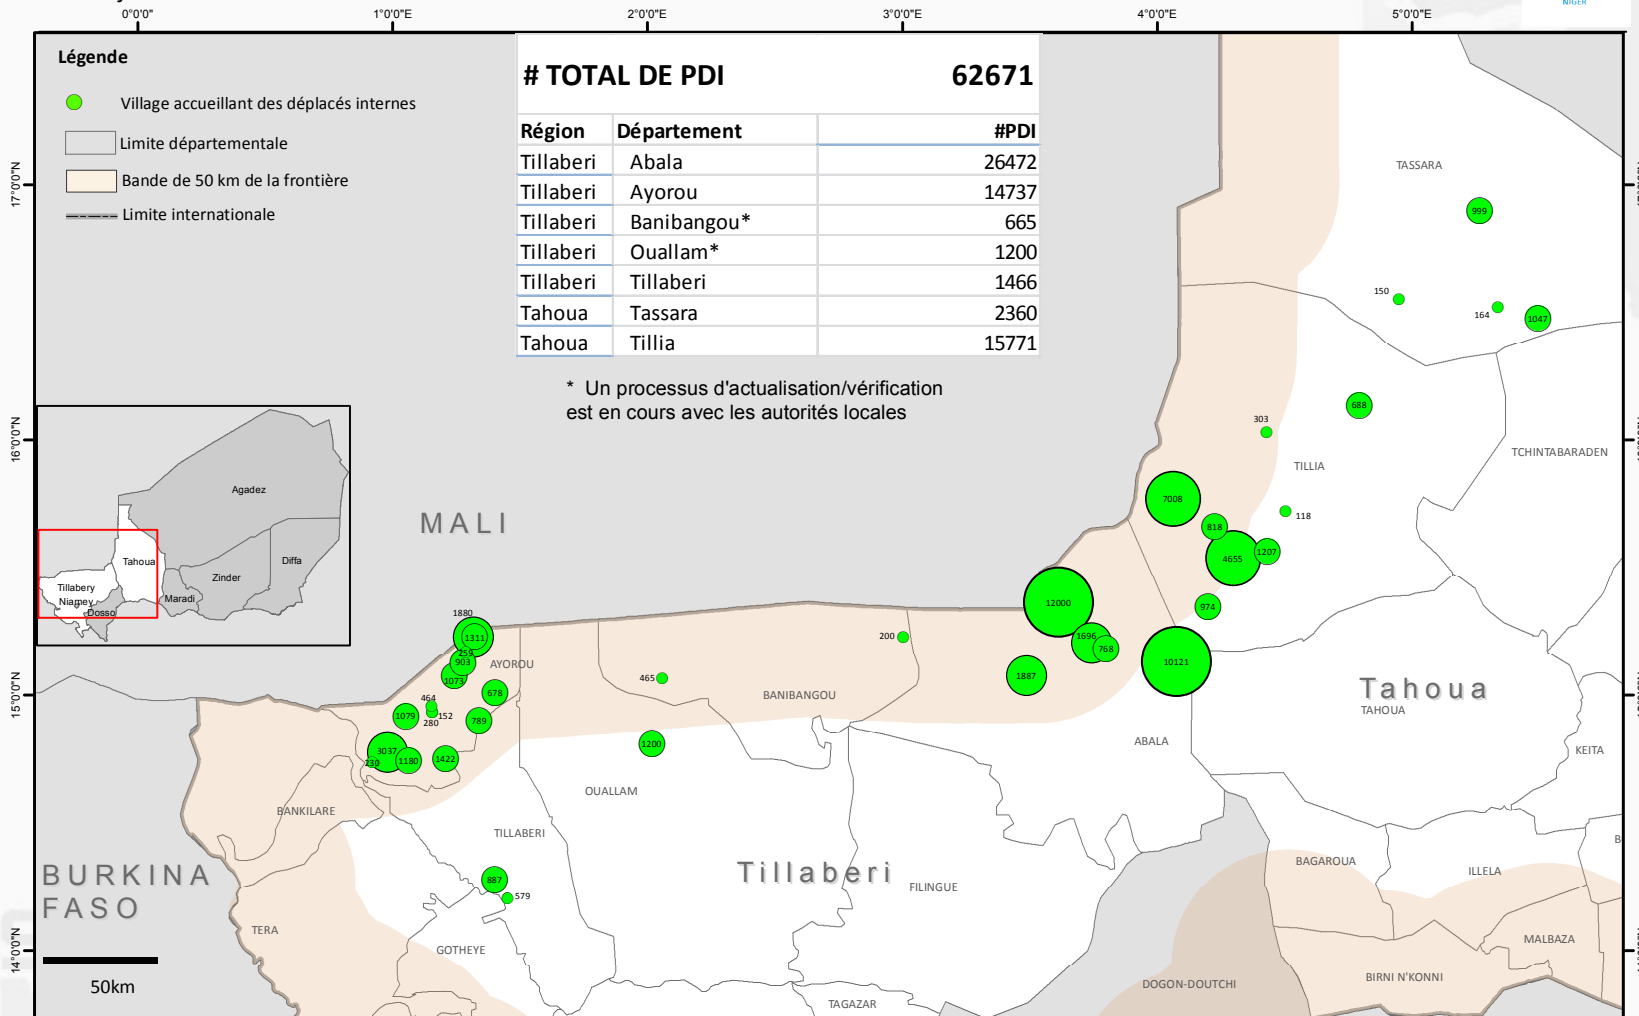 NIGER
0°0'0"E
1°0'0"E
2°0'0"E
3°0'0"E
4°0'0"E
5°0'0"E
17°0'0"N
16°0'0"N
15°0'0"N
14°0'0"N
Légende
Village accueillant des déplacés internes
Limite départementale
Bande de 50 km de la frontière
Limite internationale
# TOTAL DE PDI 62671
Région Département #PDI
Tillaberi Abala 26472
Tillaberi Ayorou 14737
Tillaberi Banibangou* 665
Tillaberi Ouallam* 1200
Tillaberi Tillaberi 1466
Tahoua Tassara 2360
Tahoua Tillia 15771
* Un processus d'actualisation/vérification
est en cours avec les autorités locales
TASSARA
999
150
164
1047
688
303
TCHINTABARADEN
TILLIA
7008
118
818
4655
1207
974
12000
1696
768
10121
1887
Agadez
Tahoua
Diffa
Zinder
Tillabery
Niamey
Maradi
Dosso
MALI
1880
1311
259
903
1073
AYOROU
678
464
152
280
1079
789
3037
230
1180
1422
200
465
BANIBANGOU
1200
Tahoua
TAHOUA
ABALA
KEITA
OUALLAM
BANKILARE
TILLABERI
BURKINA
FASO
887
579
Tillaberi
FILINGUE
BAGAROUA
ILLELA
B
TERA
GOTHEYE
MALBAZA
BIRNI N'KONNI
DOGON-DOUTCHI
TAGAZAR
50km